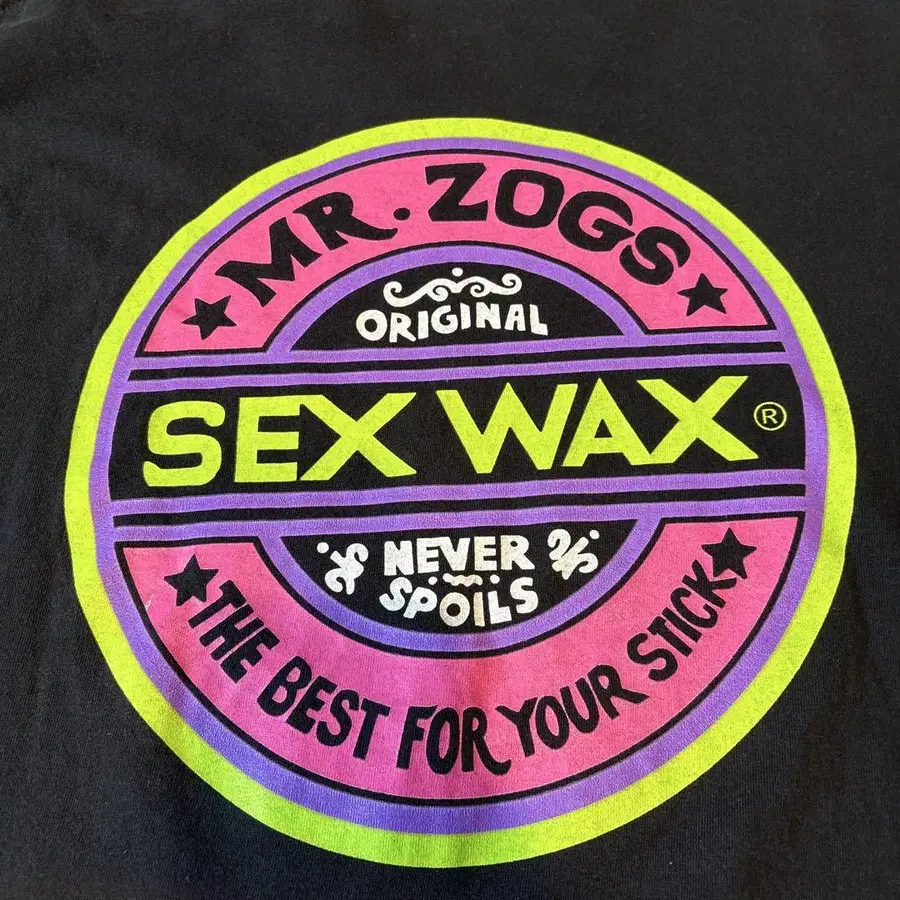 MR. ZOGS
ORIGINAL
SEX WAX®
NEVER
SPOILS
THE BEST FOR YOUR STICK